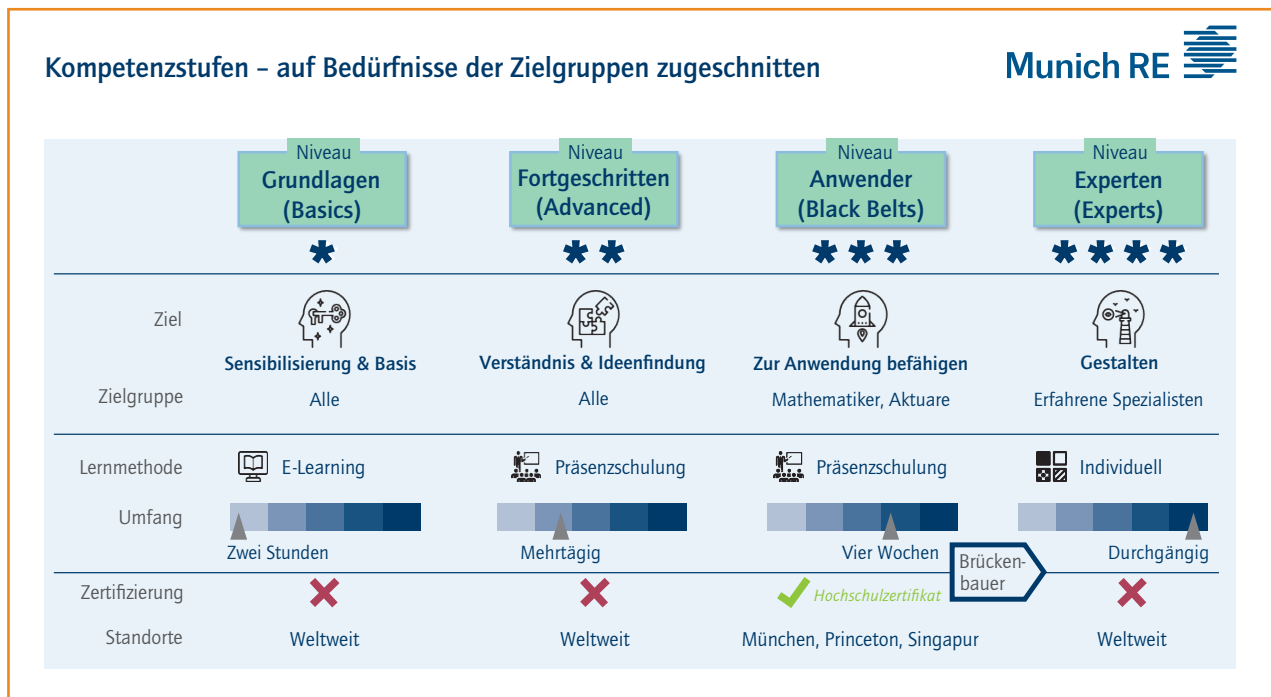 Kompetenzstufen – auf Bedürfnisse der Zielgruppen zugeschnitten
Munich RE
Niveau
Grundlagen
(Basics)
*
Niveau
Fortgeschritten
(Advanced)
* *
Niveau
Anwender
(Black Belts)
* * *
Niveau
Experten
(Experts)
* * * *
Ziel
Sensibilisierung & Basis
Verständnis & Ideenfindung
Zur Anwendung befähigen
Gestalten
Zielgruppe
Alle
Alle
Mathematiker, Aktuare
Erfahrene Spezialisten
Lernmethode
E-Learning
Präsenzschulung
Präsenzschulung
Individuell
Umfang
Zwei Stunden
Mehrtägig
Vier Wochen
Durchgängig
Brücken-
bauer
Zertifizierung
Hochschulzertifikat
Standorte
Weltweit
Weltweit
München, Princeton, Singapur
Weltweit